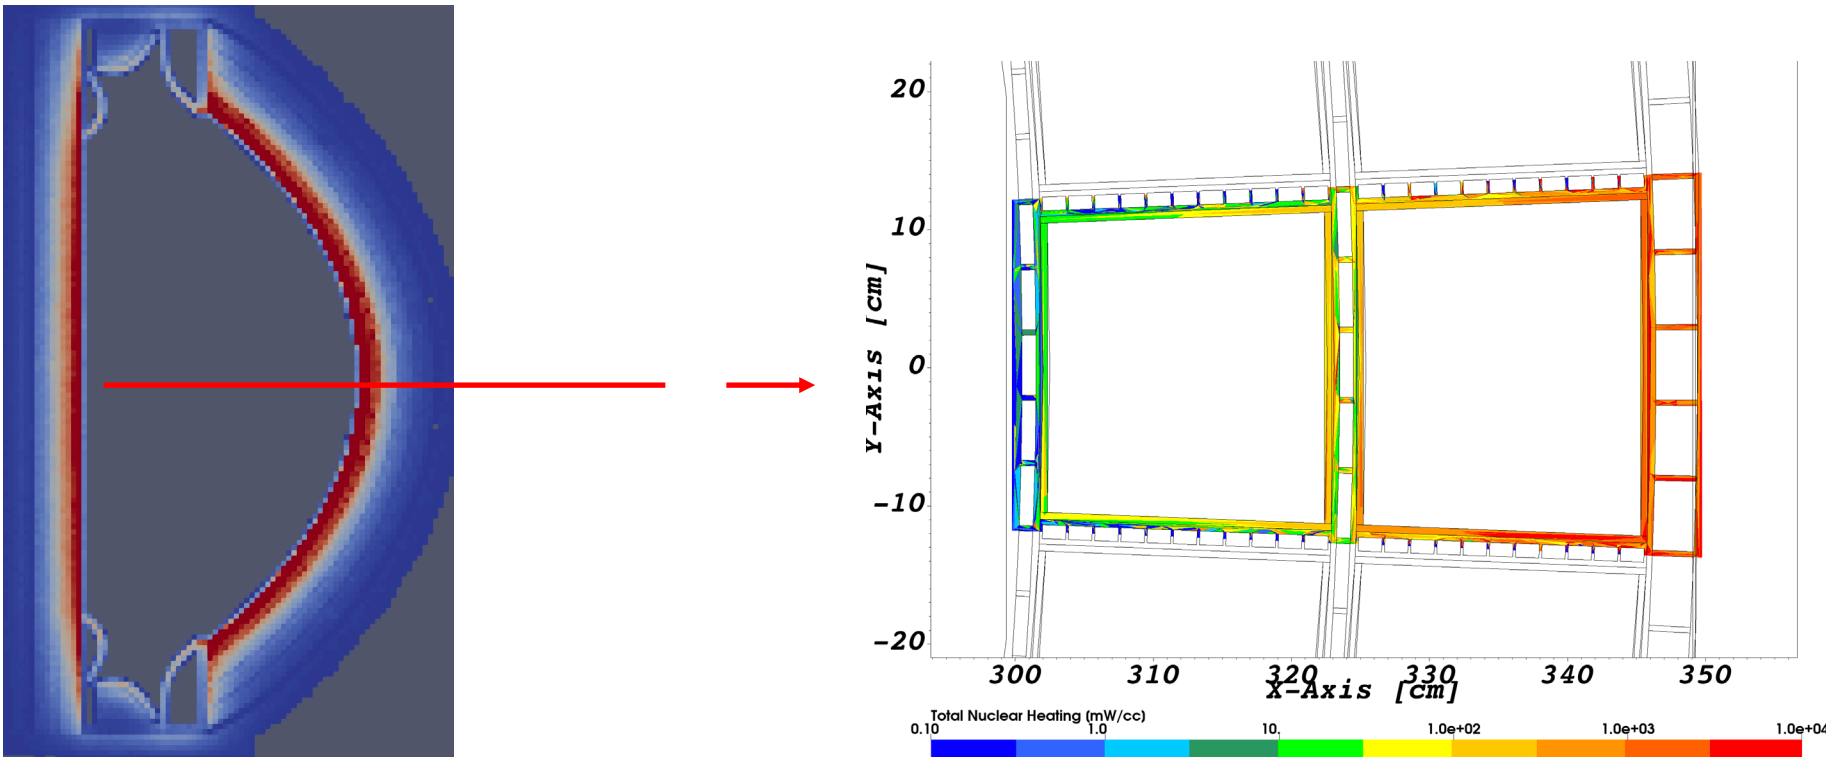 20
10
0
-10
-20
Y-Axis [cm]
300 310 320 330 340 350
X-Axis [cm]
Total Nuclear Heating [mW/cc]
0.10 1.0 10. 1.0e+02 1.0e+03 1.0e+04